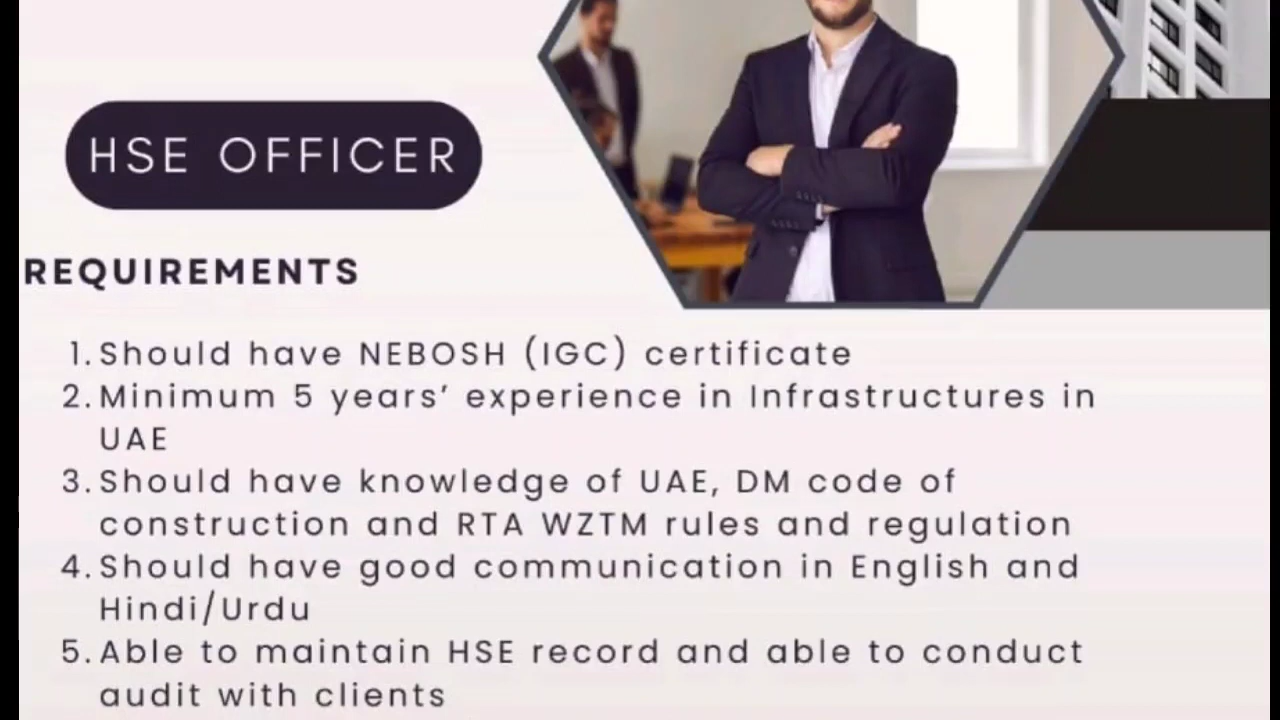 HSE OFFICER
REQUIREMENTS
1. Should have NEBOSH (IGC) certificate
2. Minimum 5 years’ experience in Infrastructures in
UAE
3. Should have knowledge of UAE, DM code of
construction and RTA WZTM rules and regulation
4. Should have good communication in English and
Hindi/Urdu
5. Able to maintain HSE record and able to conduct
audit with clients